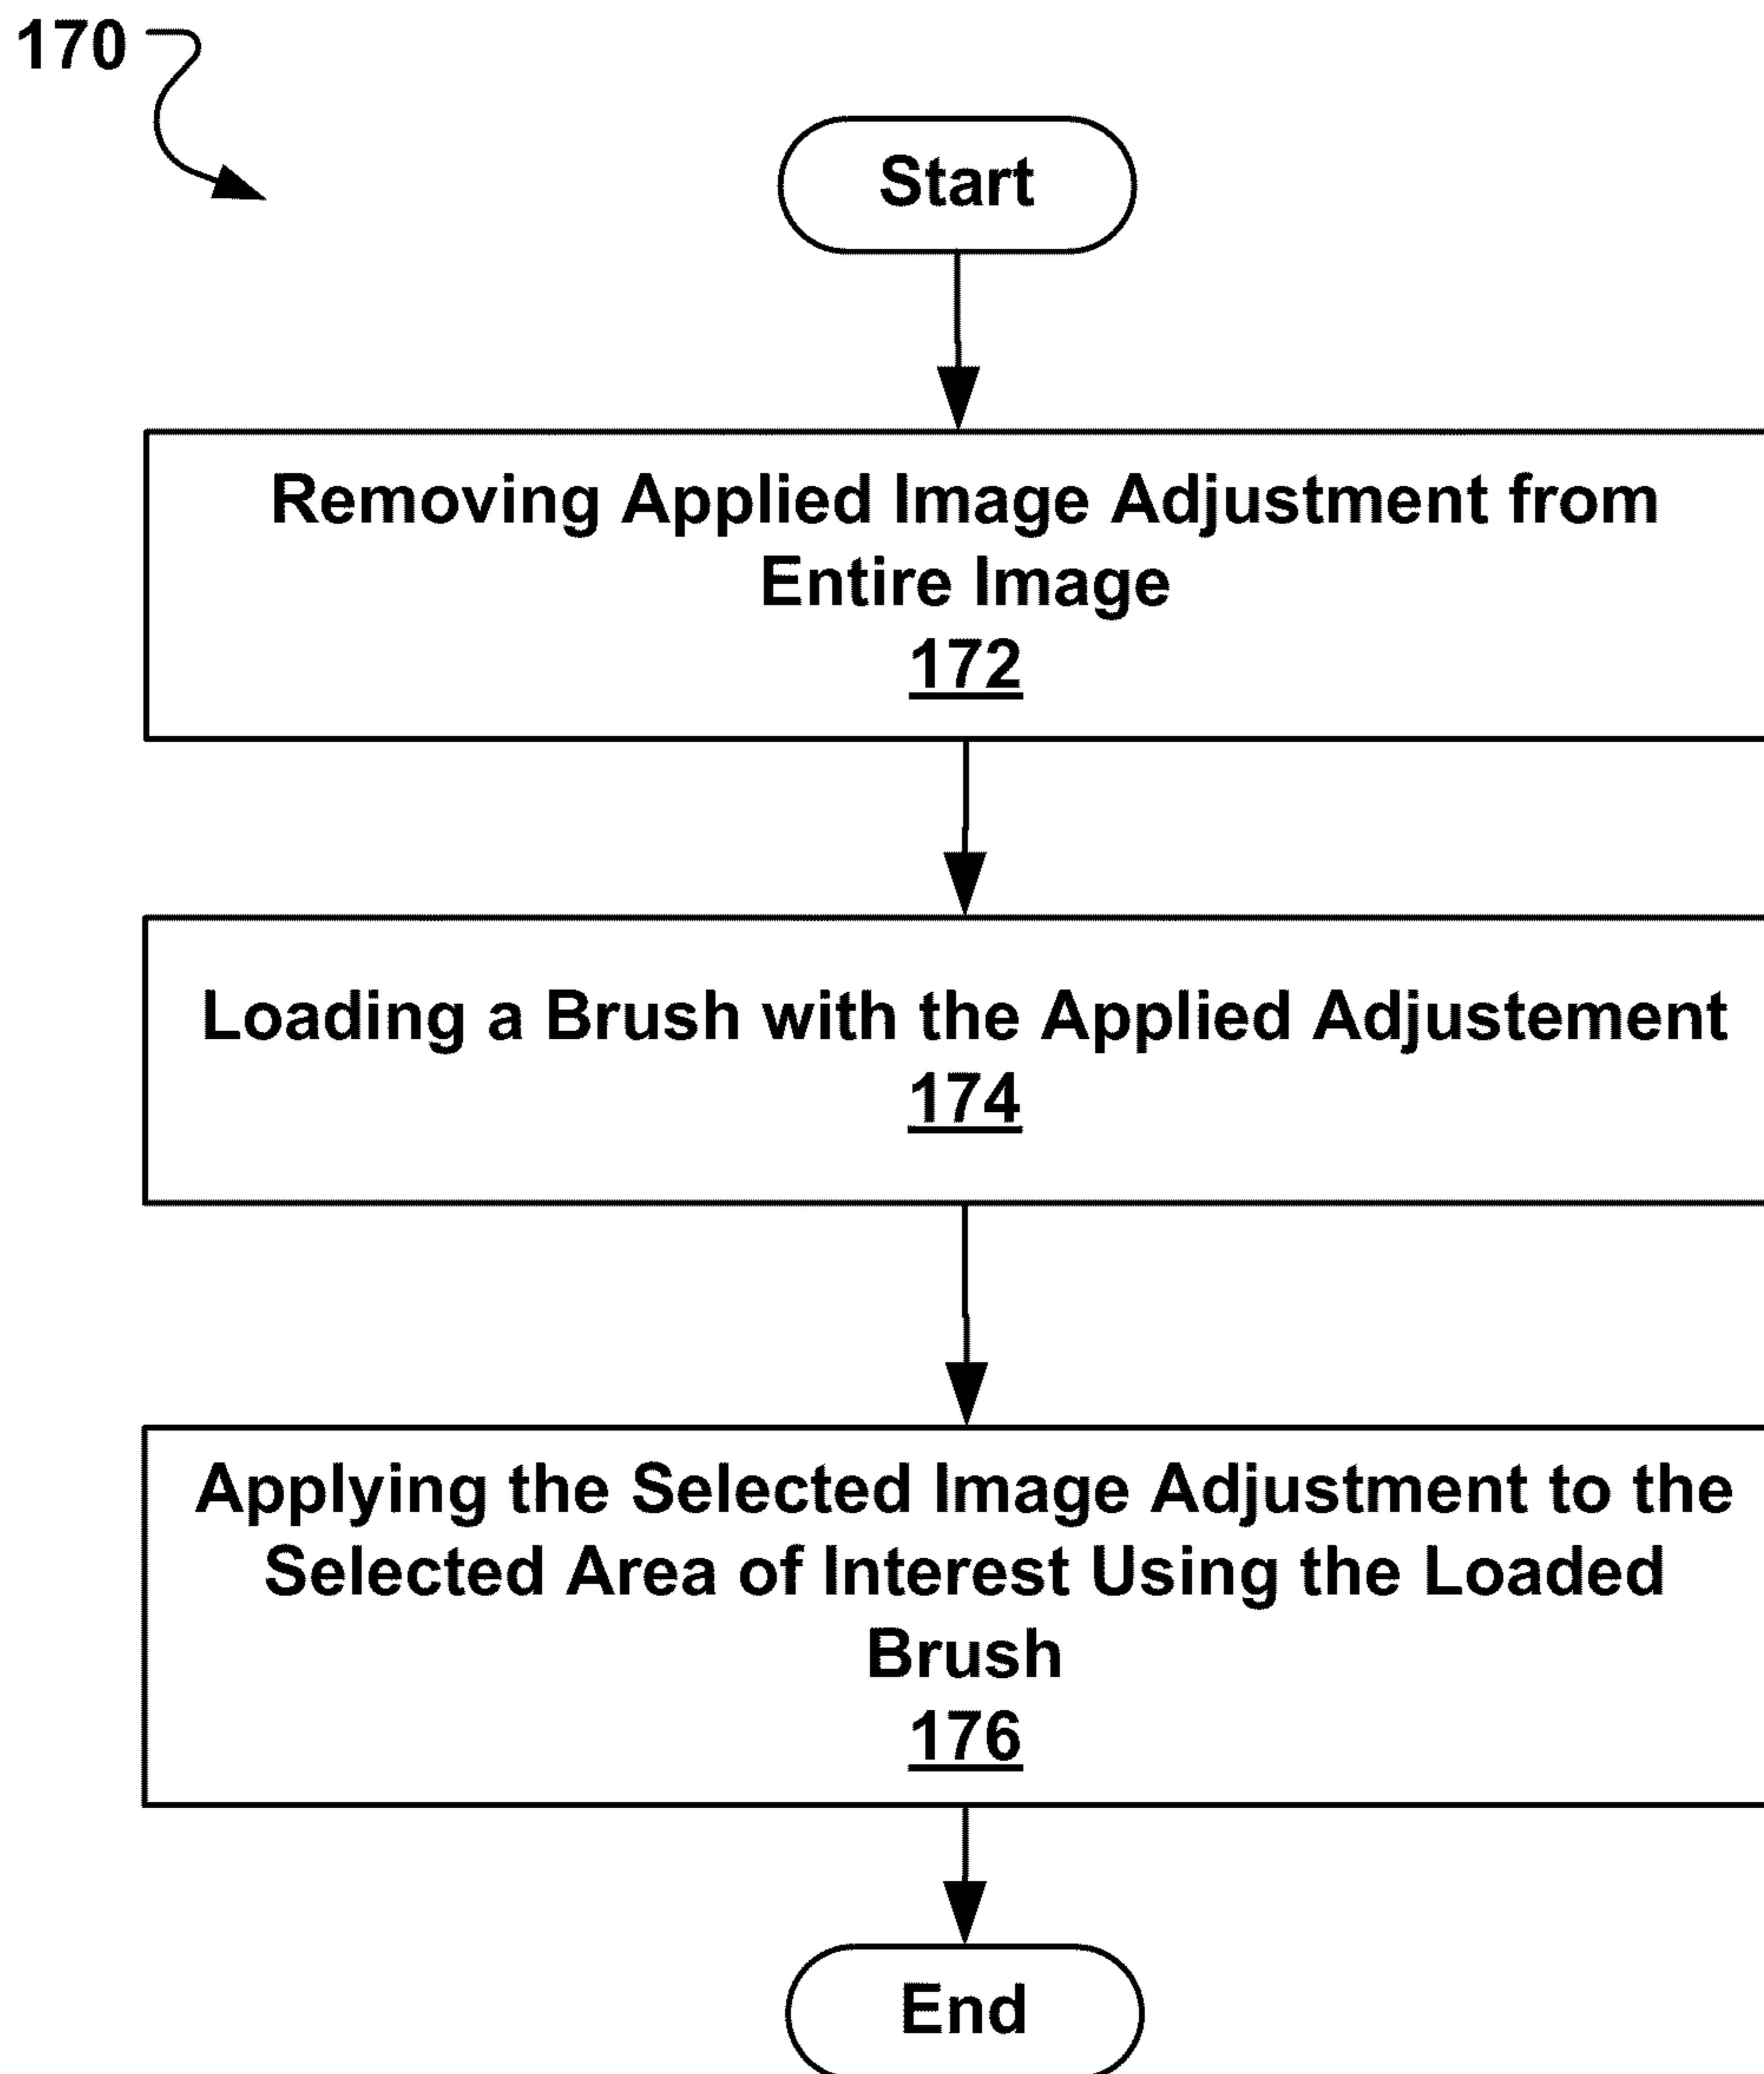 170
Start
Removing Applied Image Adjustment from
Entire Image
172
Loading a Brush with the Applied Adjustement
174
Applying the Selected Image Adjustment to the
Selected Area of Interest Using the Loaded
Brush
176
End